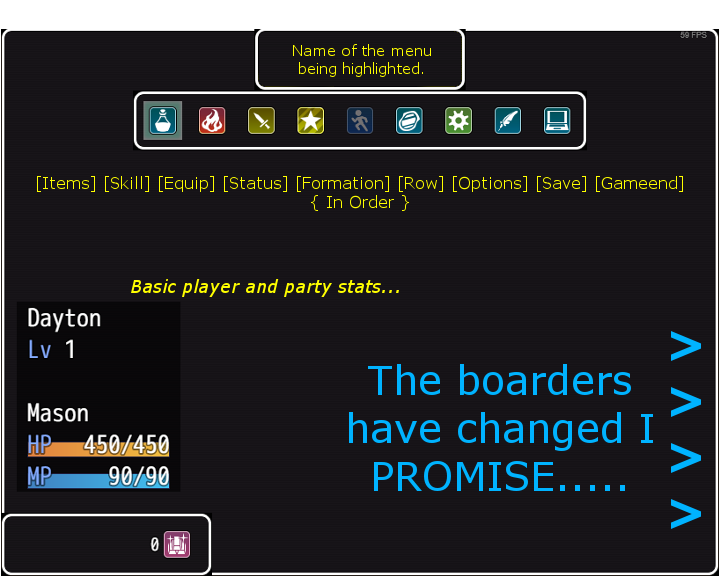 59 FPS
Name of the menu
being highlighted.
[Items] [Skill] [Equip] [Status] [Formation] [Row] [Options] [Save] [Gameend]
{ In Order }
Basic player and party stats...
Dayton
Lv 1
Mason
HP 450/450
MP 90/90
The boarders
have changed I
PROMISE.....
>
>
>
>
0